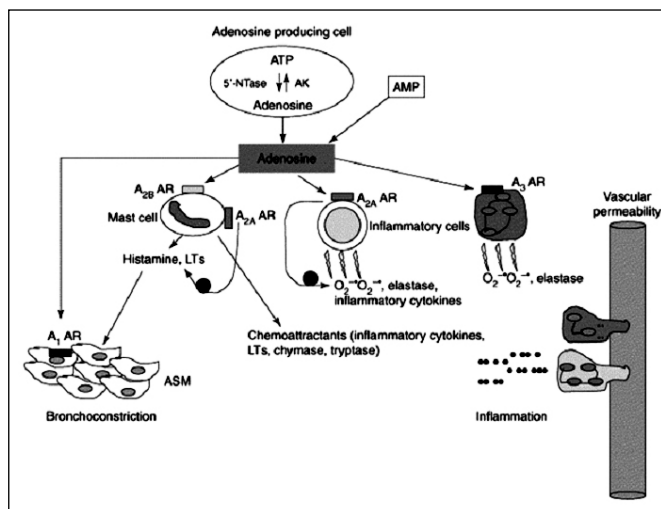 Adenosine producing cell
ATP
5'-NTase AK
Adenosine
AMP
Adenosine
A2B AR
A2A AR
A3 AR
Mast cell
A2A AR
Inflammatory cells
Vascular
permeability
Histamine, LTs
O2⁻ O2⁻, elastase,
inflammatory cytokines
O2⁻ O2⁻, elastase
Chemoattractants (inflammatory cytokines,
LTs, chymase, tryptase)
A1 AR
ASM
Bronchoconstriction
Inflammation